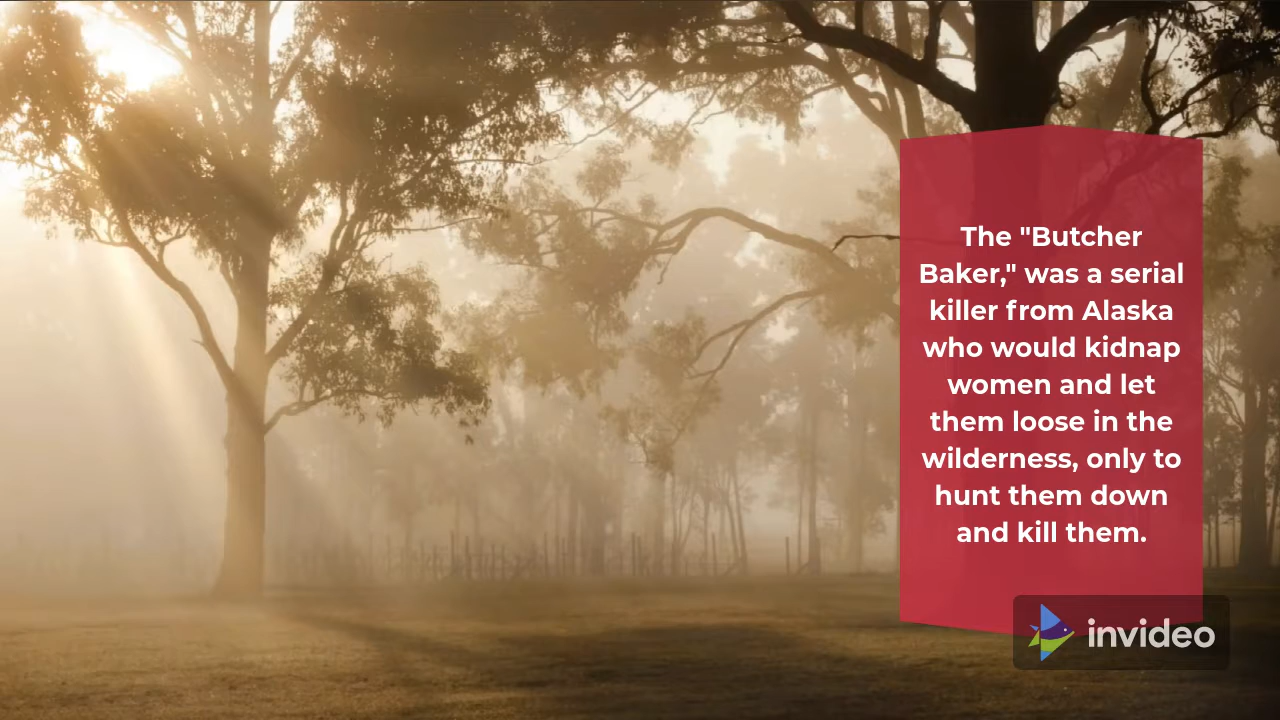 The "Butcher
Baker," was a serial
killer from Alaska
who would kidnap
women and let
them loose in the
wilderness, only to
hunt them down
and kill them.
invideo